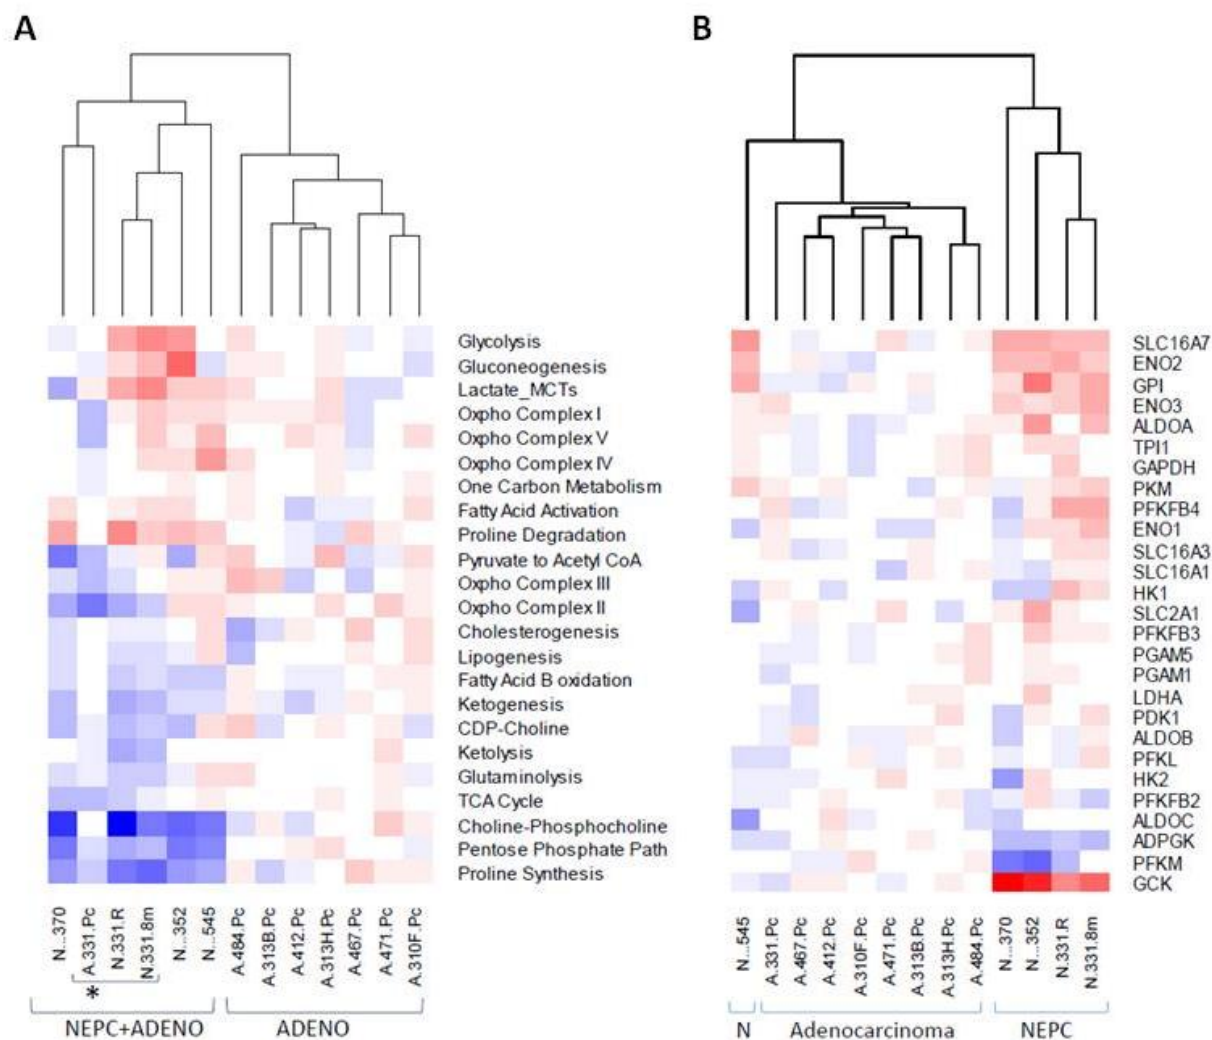 A
B
Glycolysis
Gluconeogenesis
Lactate_MCTs
Oxpho Complex I
Oxpho Complex V
Oxpho Complex IV
One Carbon Metabolism
Fatty Acid Activation
Proline Degradation
Pyruvate to Acetyl CoA
Oxpho Complex III
Oxpho Complex II
Cholesterogenesis
Lipogenesis
Fatty Acid B oxidation
Ketogenesis
CDP-Choline
Ketolysis
Glutaminolysis
TCA Cycle
Choline-Phosphocholine
Pentose Phosphate Path
Proline Synthesis
N...370
A.331.Pc
N.331.R
N.331.8m
N...352
N...545
A.484.Pc
A.313B.Pc
A.412.Pc
A.313H.Pc
A.467.Pc
A.471.Pc
A.310F.Pc
*
NEPC+ADENO
ADENO
SLC16A7
ENO2
GPI
ENO3
ALDOA
TPI1
GAPDH
PKM
PFKFB4
ENO1
SLC16A3
SLC16A1
HK1
SLC2A1
PFKFB3
PGAM5
PGAM1
LDHA
PDK1
ALDOB
PFKL
HK2
PFKFB2
ALDOC
ADPGK
PFKM
GCK
N...545
A.331.Pc
A.467.Pc
A.412.Pc
A.310F.Pc
A.471.Pc
A.313B.Pc
A.313H.Pc
A.484.Pc
N...370
N...352
N.331.R
N.331.8m
N
Adenocarcinoma
NEPC